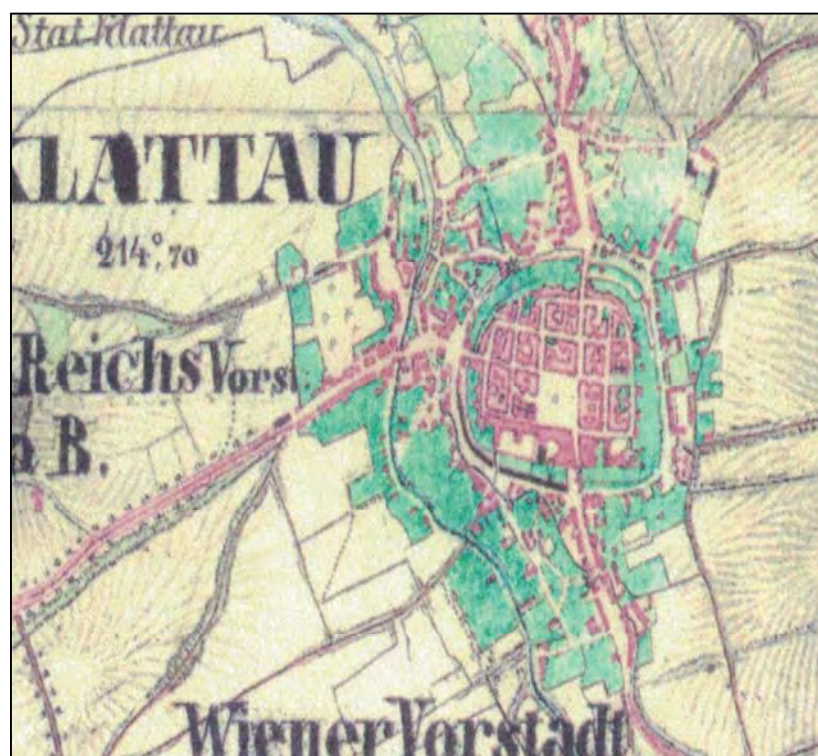 Stat Klattau
KLATTAU
214°,70
Reichs Vorst.
a B.
Wiener Vorstadt